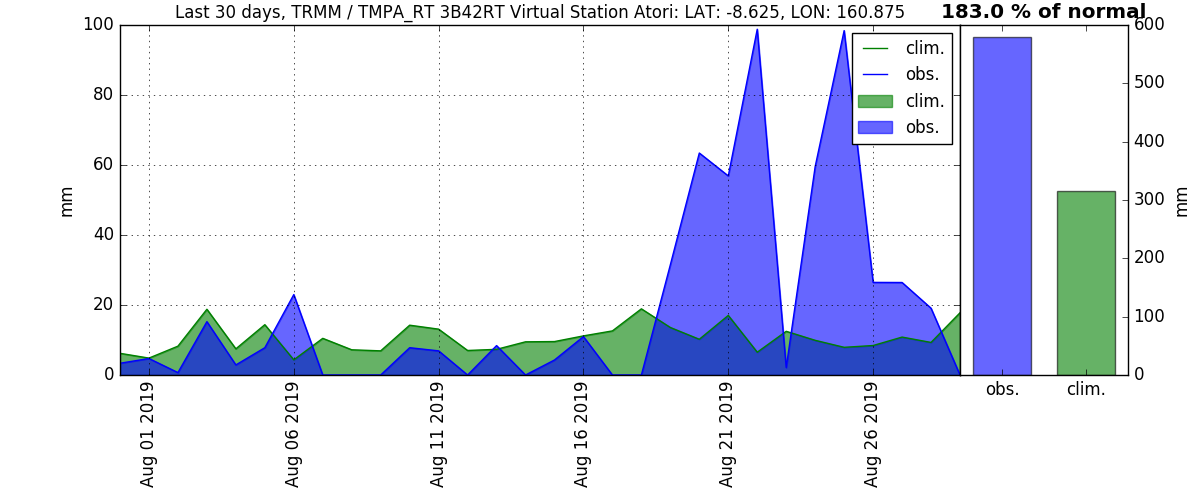 Last 30 days, TRMM / TMPA_RT 3B42RT Virtual Station Atori: LAT: -8.625, LON: 160.875
183.0 % of normal
100
80
60
40
20
0
mm
clim.
obs.
clim.
obs.
600
500
400
300
200
100
0
mm
Aug 01 2019
Aug 06 2019
Aug 11 2019
Aug 16 2019
Aug 21 2019
Aug 26 2019
obs.
clim.